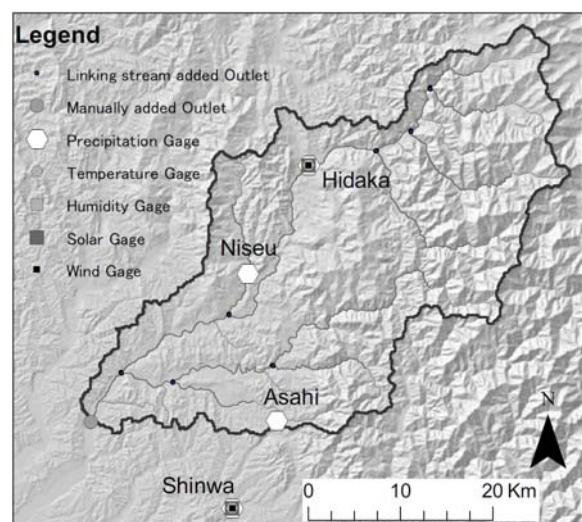 Legend
Linking stream added Outlet
Manually added Outlet
Precipitation Gage
Temperature Gage
Humidity Gage
Solar Gage
Wind Gage
Hidaka
Niseu
Asahi
N
Shinwa
0 5 10 20 Km